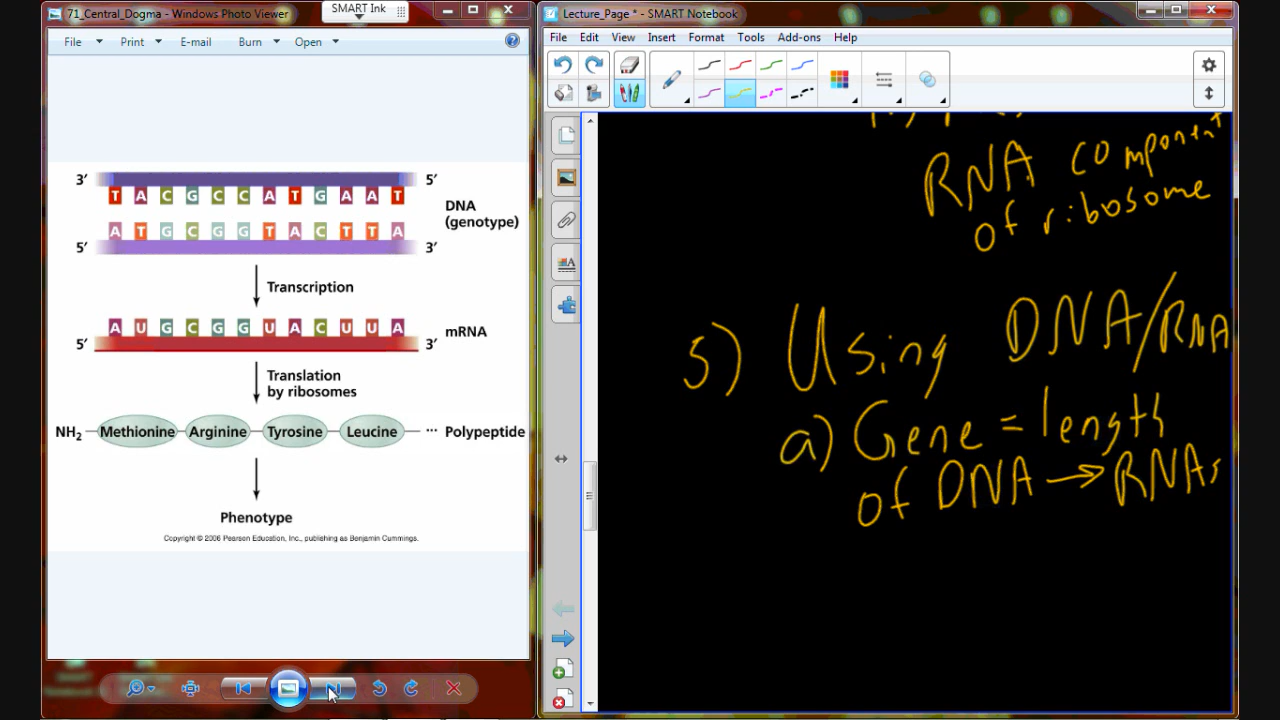 71_Central_Dogma - Windows Photo Viewer
SMART Ink
File Print E-mail Burn Open
3' 5'
T A C G C C A T G A A T
DNA
(genotype)
A T G C G G T A C T T A
5' 3'
Transcription
A U G C G G U A C U U A
mRNA
5' 3'
Translation
by ribosomes
NH2 Methionine Arginine Tyrosine Leucine ... Polypeptide
Phenotype
Copyright © 2006 Pearson Education, Inc., publishing as Benjamin Cummings.
Lecture_Page * - SMART Notebook
File Edit View Insert Format Tools Add-ons Help
RNA component
of ribosome
5) Using DNA/RNA
a) Gene = length
of DNA → RNAs